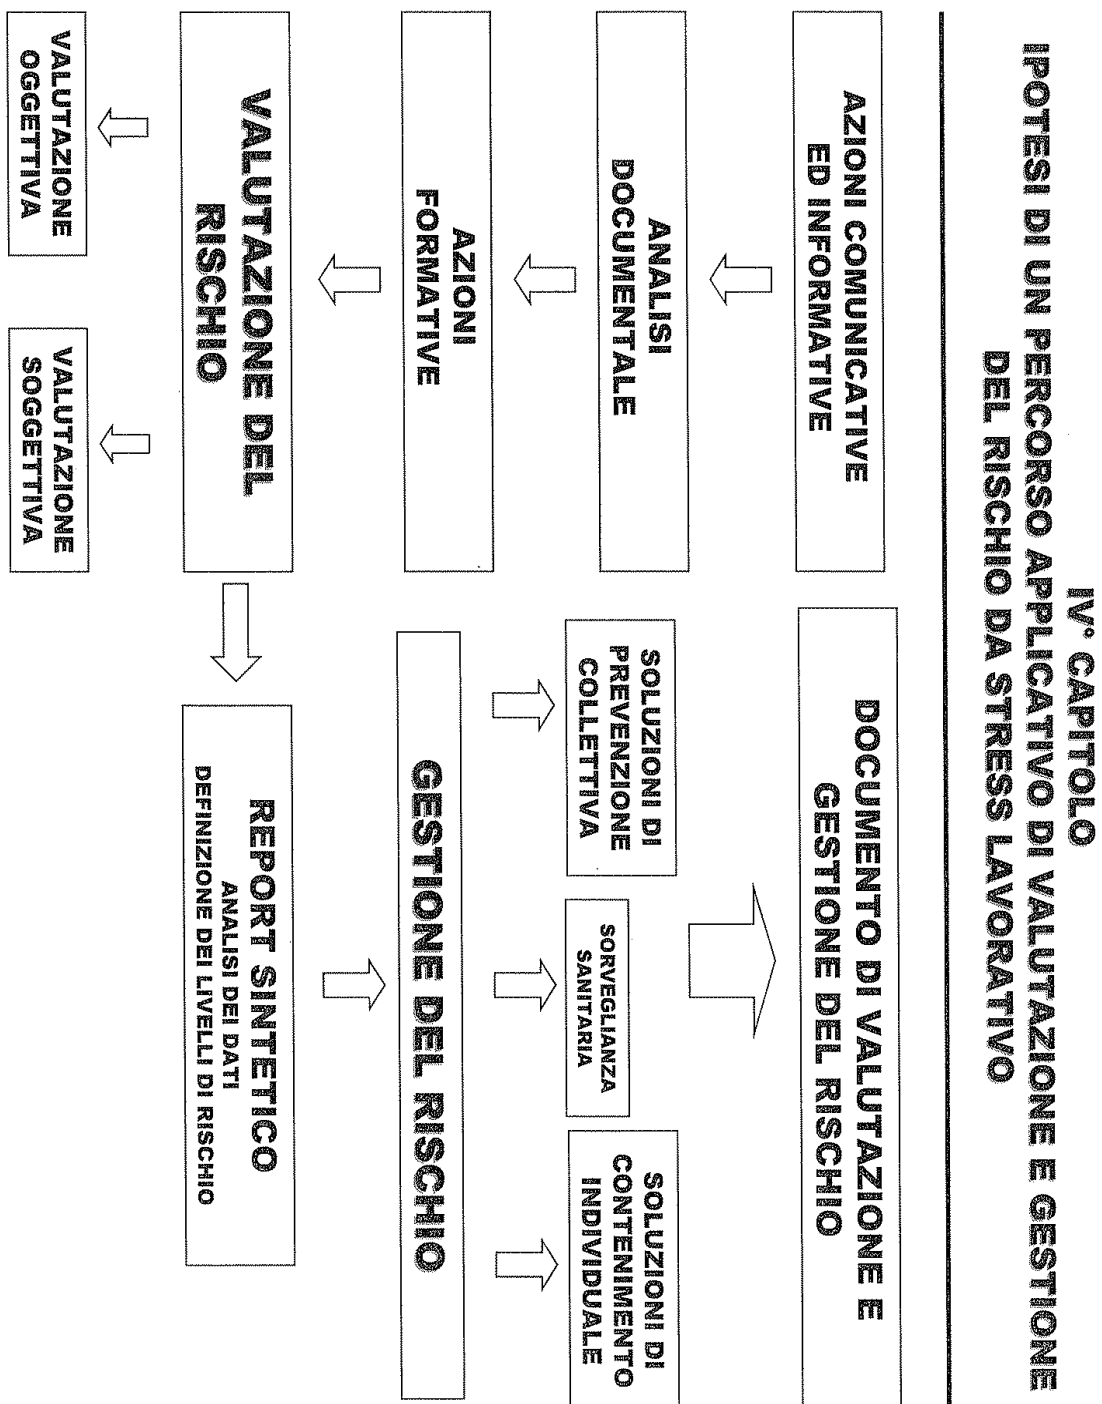 IV° CAPITOLO
IPOTESI DI UN PERCORSO APPLICATIVO DI VALUTAZIONE E GESTIONE
DEL RISCHIO DA STRESS LAVORATIVO
AZIONI COMUNICATIVE
ED INFORMATIVE
ANALISI
DOCUMENTALE
AZIONI
FORMATIVE
VALUTAZIONE DEL
RISCHIO
VALUTAZIONE
OGGETTIVA
VALUTAZIONE
SOGGETTIVA
REPORT SINTETICO
ANALISI DEI DATI
DEFINIZIONE DEI LIVELLI DI RISCHIO
GESTIONE DEL RISCHIO
SOLUZIONI DI
PREVENZIONE
COLLETTIVA
SORVEGLIANZA
SANITARIA
SOLUZIONI DI
CONTENIMENTO
INDIVIDUALE
DOCUMENTO DI VALUTAZIONE E
GESTIONE DEL RISCHIO